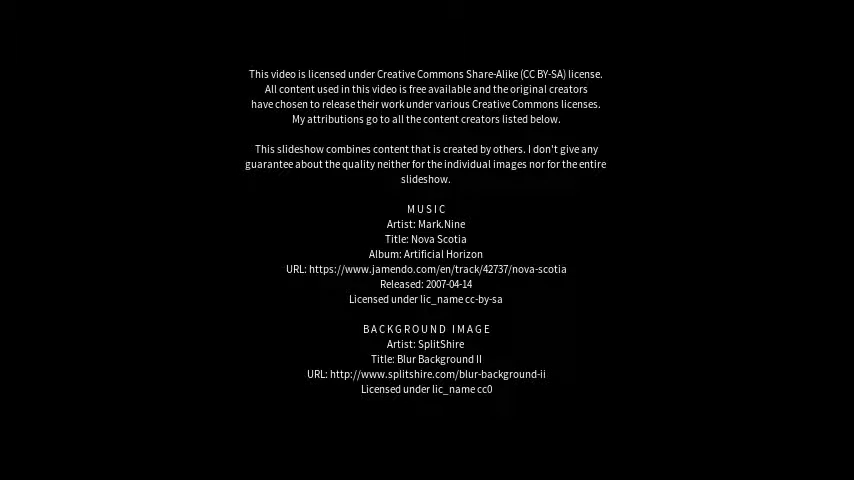 This video is licensed under Creative Commons Share-Alike (CC BY-SA) license.
All content used in this video is free available and the original creators
have chosen to release their work under various Creative Commons licenses.
My attributions go to all the content creators listed below.
This slideshow combines content that is created by others. I don't give any
guarantee about the quality neither for the individual images nor for the entire
slideshow.
MUSIC
Artist: Mark.Nine
Title: Nova Scotia
Album: Artificial Horizon
URL: https://www.jamendo.com/en/track/42737/nova-scotia
Released: 2007-04-14
Licensed under lic_name cc-by-sa
BACKGROUND IMAGE
Artist: SplitShire
Title: Blur Background II
URL: http://www.splitshire.com/blur-background-ii
Licensed under lic_name cc0